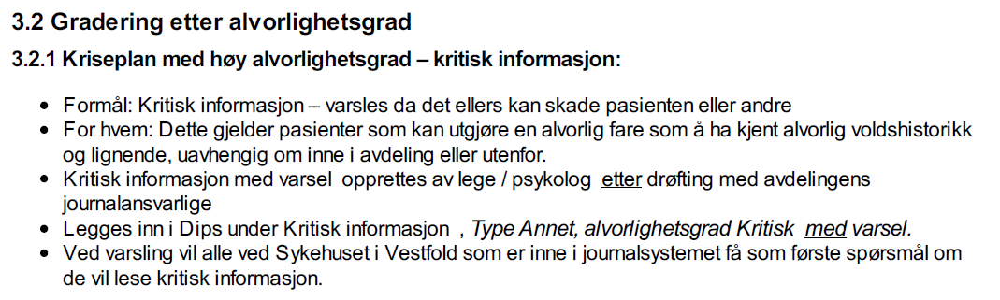 3.2 Gradering etter alvorlighetsgrad
3.2.1 Kriseplan med høy alvorlighetsgrad – kritisk informasjon:
• Formål: Kritisk informasjon – varsles da det ellers kan skade pasienten eller andre
• For hvem: Dette gjelder pasienter som kan utgjøre en alvorlig fare som å ha kjent alvorlig voldshistorikk
og lignende, uavhengig om inne i avdeling eller utenfor.
• Kritisk informasjon med varsel opprettes av lege / psykolog etter drøfting med avdelingens
journalansvarlige
• Legges inn i Dips under Kritisk informasjon , Type Annet, alvorlighetsgrad Kritisk med varsel.
• Ved varsling vil alle ved Sykehuset i Vestfold som er inne i journalsystemet få som første spørsmål om
de vil lese kritisk informasjon.